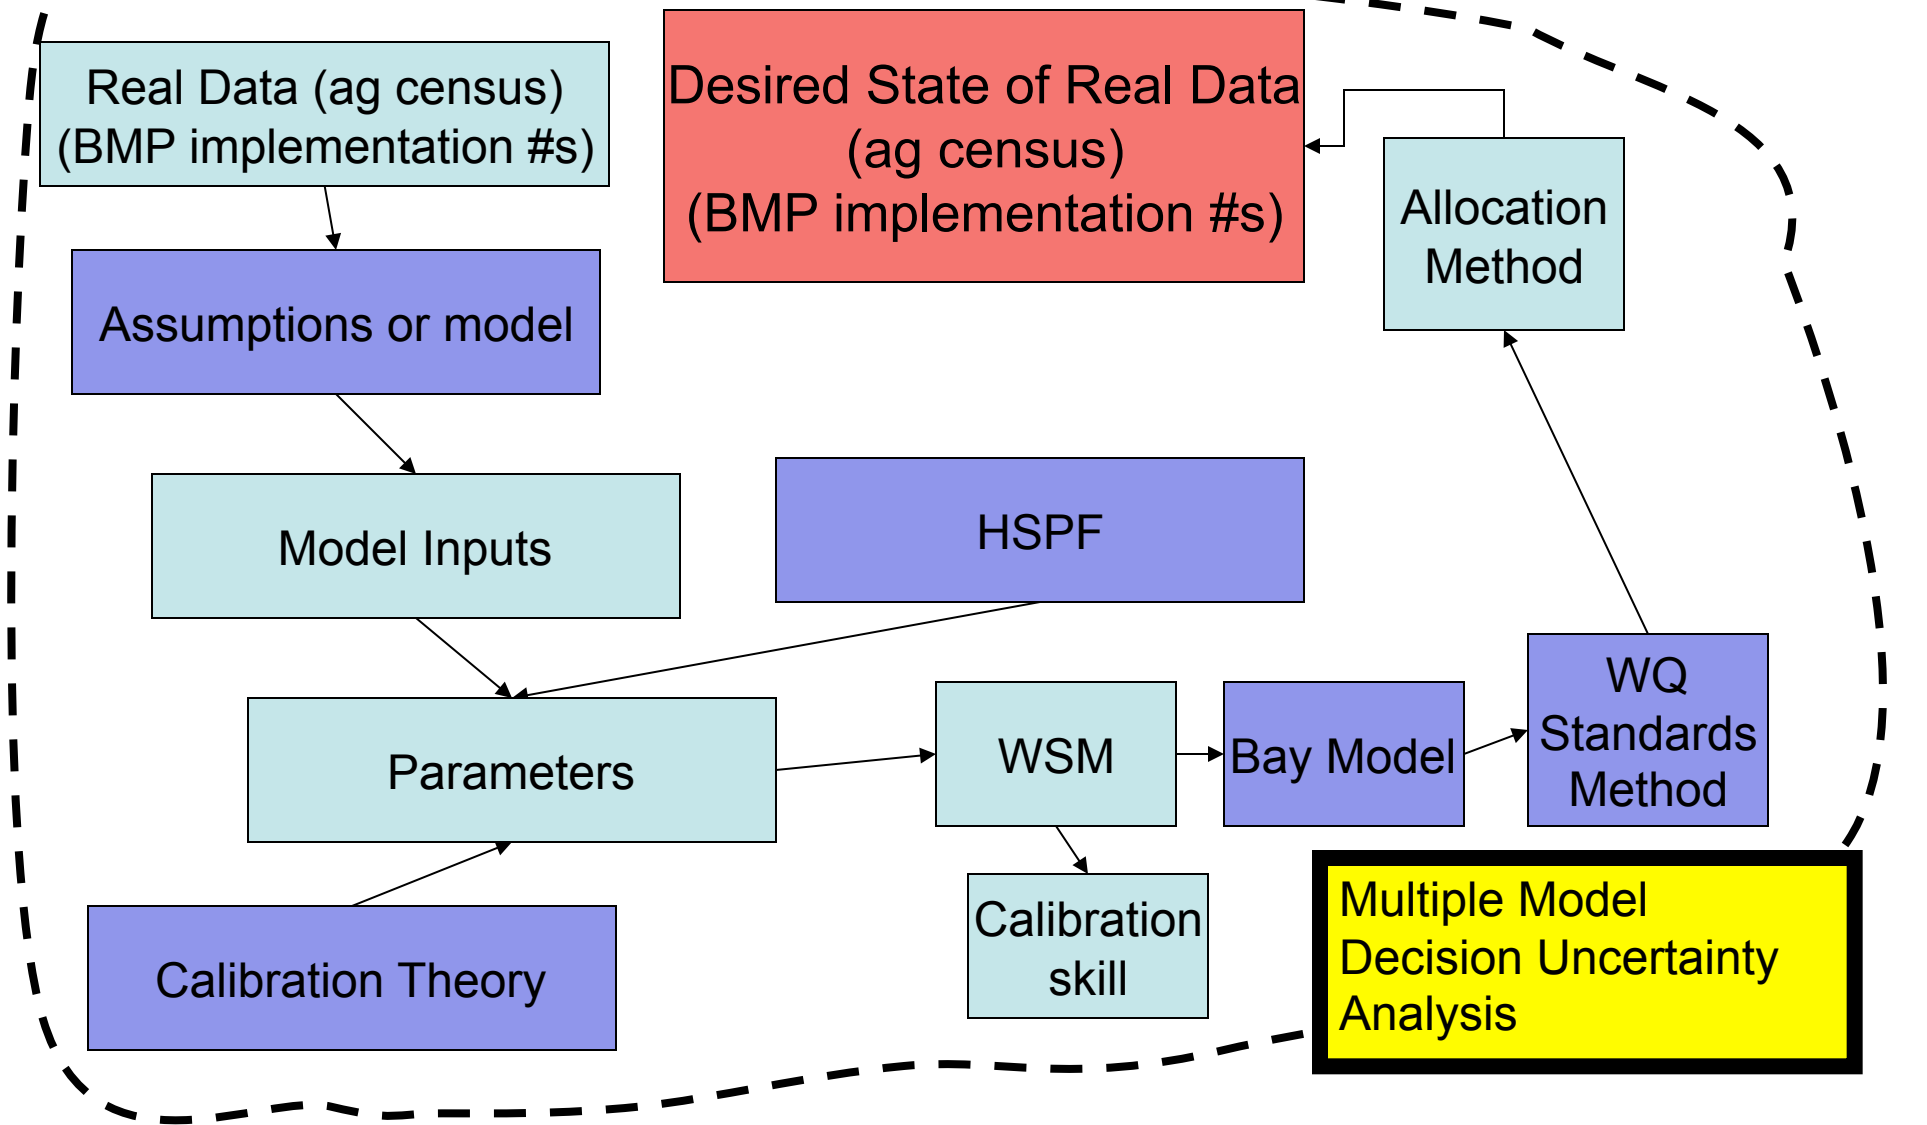 Real Data (ag census)
(BMP implementation #s)
Desired State of Real Data
(ag census)
(BMP implementation #s)
Allocation
Method
Assumptions or model
Model Inputs
HSPF
Parameters
WSM
Bay Model
WQ
Standards
Method
Calibration Theory
Calibration
skill
Multiple Model
Decision Uncertainty
Analysis